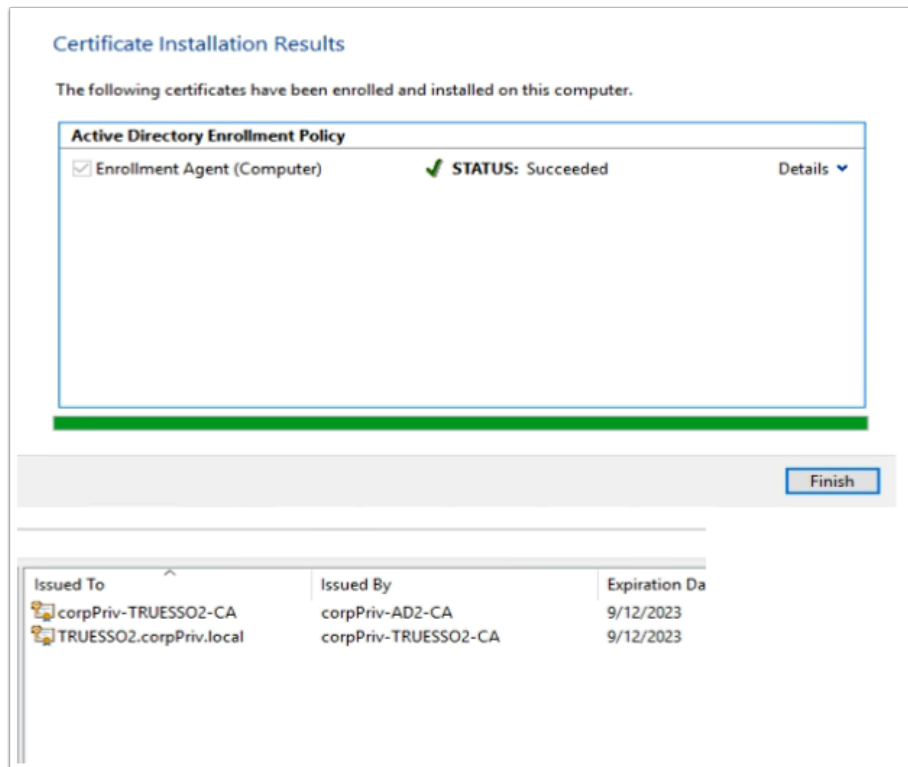 Certificate Installation Results
The following certificates have been enrolled and installed on this computer.
Active Directory Enrollment Policy
Enrollment Agent (Computer) STATUS: Succeeded Details
Finish
Issued To Issued By Expiration Da
corpPriv-TRUESSO2-CA corpPriv-AD2-CA 9/12/2023
TRUESSO2.corpPriv.local corpPriv-TRUESSO2-CA 9/12/2023